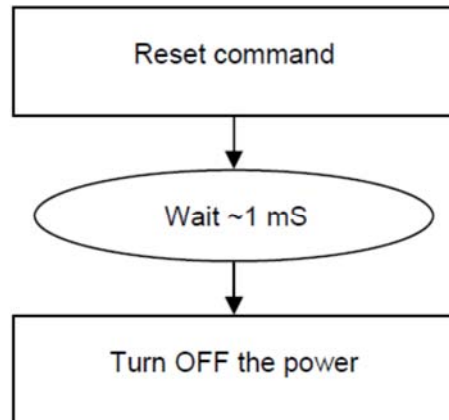 Reset command
Wait ~1 mS
Turn OFF the power